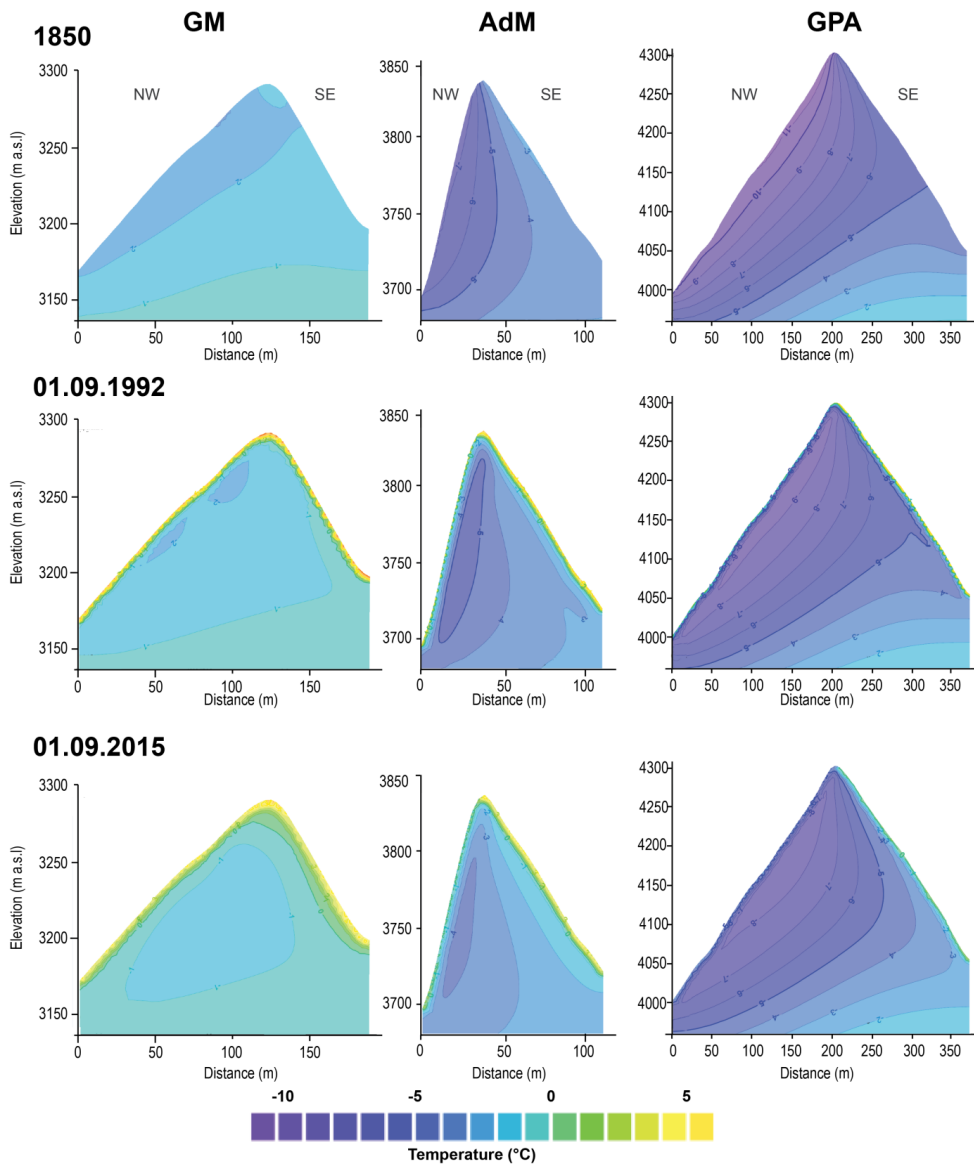 GM AdM GPA
1850
3300
3250
3200
3150
Elevation (m a.s.l)
NW
SE
0 50 100 150
Distance (m)
3850
3800
3750
3700
NW
SE
0 50 100
Distance (m)
4300
4250
4200
4150
4100
4050
4000
NW
SE
0 50 100 150 200 250 300 350
Distance (m)
01.09.1992
3300
3250
3200
3150
Elevation (m a.s.l)
0 50 100 150
Distance (m)
3850
3800
3750
3700
0 50 100
Distance (m)
4300
4250
4200
4150
4100
4050
4000
0 50 100 150 200 250 300 350
Distance (m)
01.09.2015
3300
3250
3200
3150
Elevation (m a.s.l)
0 50 100 150
Distance (m)
3850
3800
3750
3700
0 50 100
Distance (m)
4300
4250
4200
4150
4100
4050
4000
0 50 100 150 200 250 300 350
Distance (m)
-10 -5 0 5
Temperature (°C)